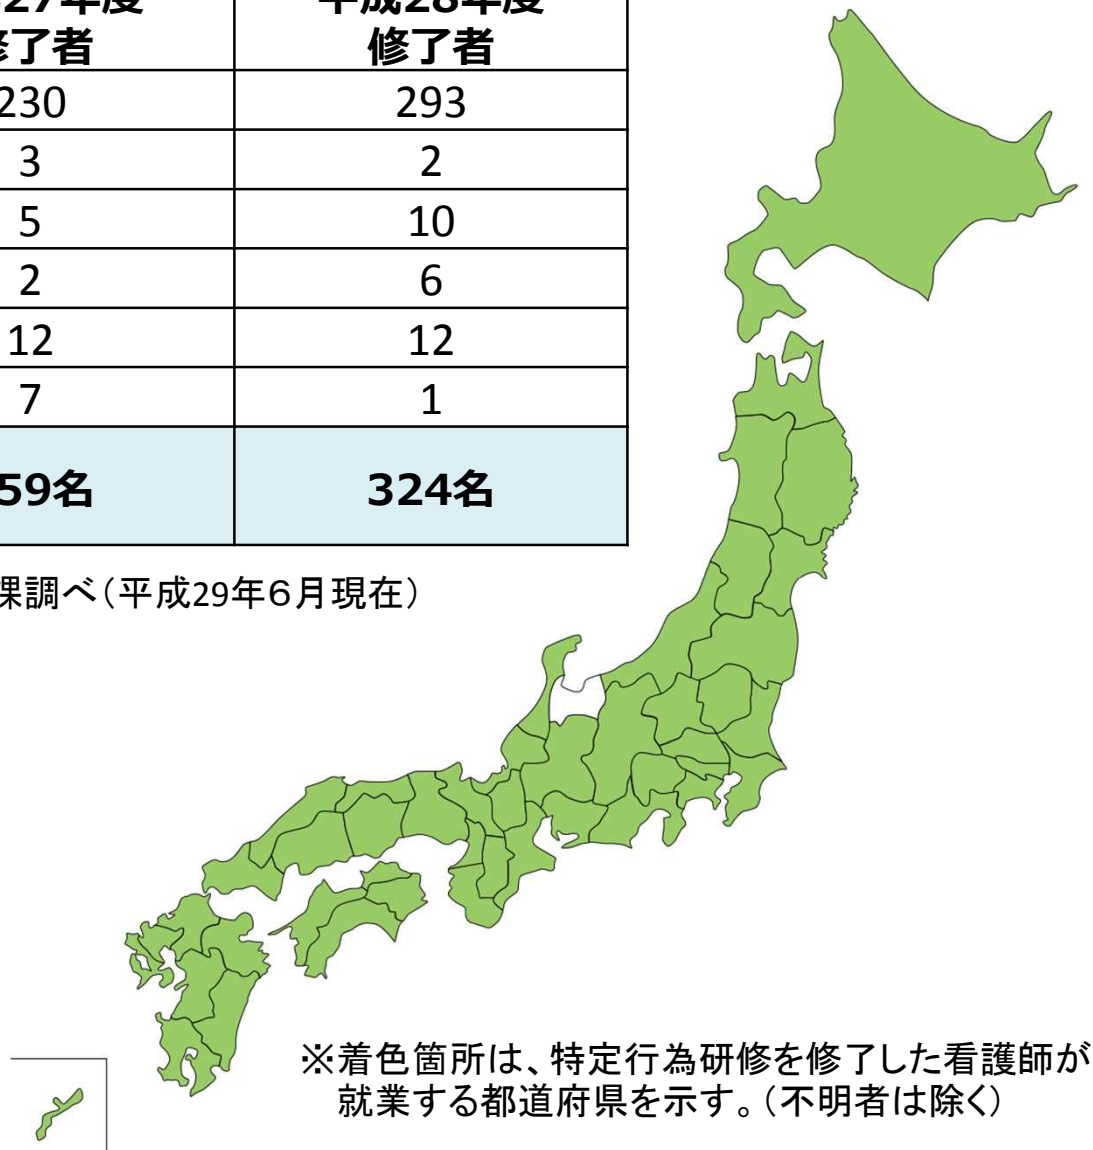 27年度
平成28年度
修了者
修了者
230
293
3
2
5
10
2
6
12
12
7
1
59名
324名
課調べ（平成29年６月現在）
※着色箇所は、特定行為研修を修了した看護師が
就業する都道府県を示す。（不明者は除く）